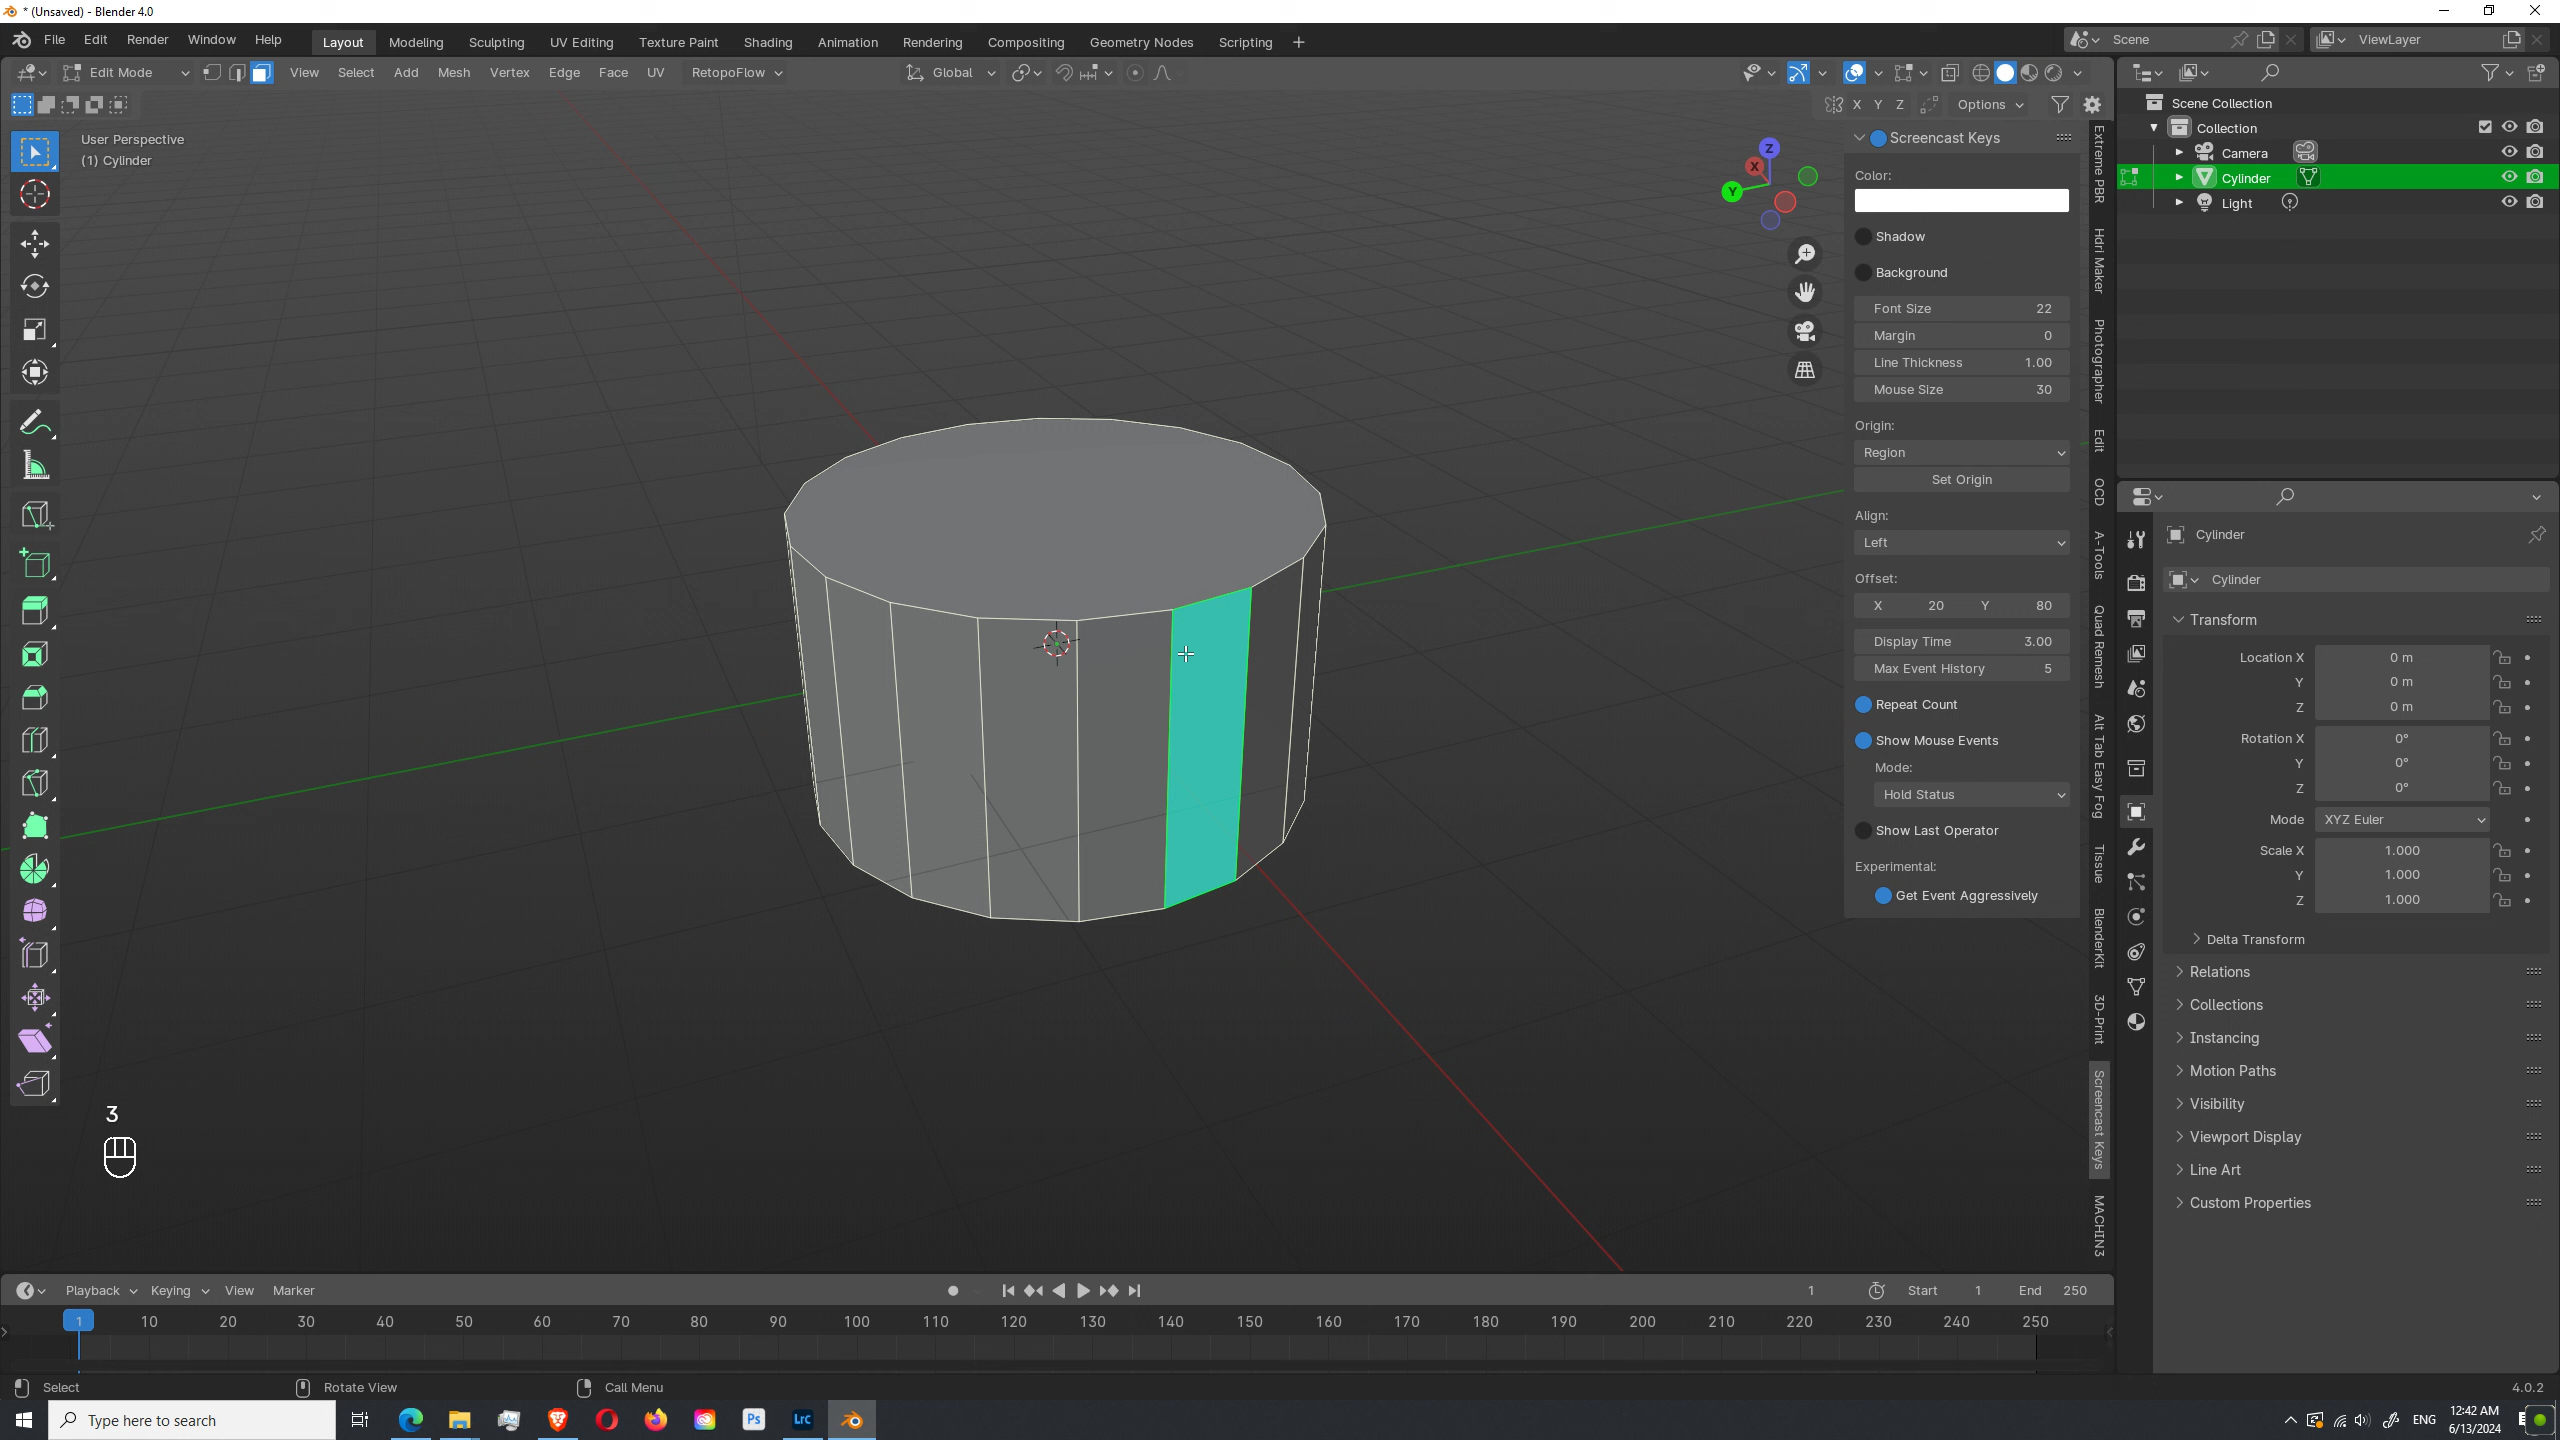 * (Unsaved) - Blender 4.0
File Edit Render Window Help
Layout Modeling Sculpting UV Editing Texture Paint Shading Animation Rendering Compositing Geometry Nodes Scripting +
Scene
ViewLayer
Edit Mode
View Select Add Mesh Vertex Edge Face UV RetopoFlow
Global
X Y Z
Options
User Perspective
(1) Cylinder
Z
X
Y
Screencast Keys
Color:
Shadow
Background
Font Size 22
Margin 0
Line Thickness 1.00
Mouse Size 30
Origin:
Region
Set Origin
Align:
Left
Offset:
X 20 Y 80
Display Time 3.00
Max Event History 5
Repeat Count
Show Mouse Events
Mode:
Hold Status
Show Last Operator
Experimental:
Get Event Aggressively
Extreme PBR
Hdri Maker
Photographer
Edit
OCD
A-Tools
Quad Remesh
Alt Tab Easy Fog
Tissue
BlenderKit
3D-Print
Screencast Keys
MACHIN3
Scene Collection
Collection
Camera
Cylinder
Light
Cylinder
Cylinder
Transform
Location X 0 m
Y 0 m
Z 0 m
Rotation X 0°
Y 0°
Z 0°
Mode XYZ Euler
Scale X 1.000
Y 1.000
Z 1.000
Delta Transform
Relations
Collections
Instancing
Motion Paths
Visibility
Viewport Display
Line Art
Custom Properties
3
Playback Keying View Marker
1
Start 1
End 250
1 10 20 30 40 50 60 70 80 90 100 110 120 130 140 150 160 170 180 190 200 210 220 230 240 250
Select
Rotate View
Call Menu
4.0.2
Type here to search
Ps
Lrc
ENG
12:42 AM
6/13/2024